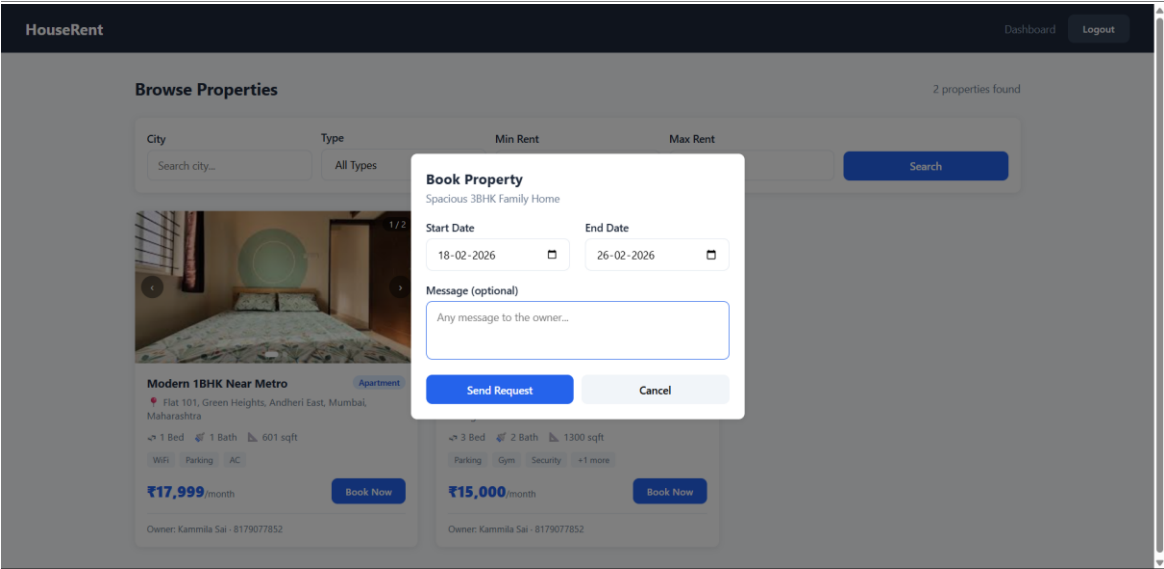 HouseRent
Dashboard
Logout
Browse Properties
2 properties found
City
Type
Min Rent
Max Rent
Search city...
All Types
Search
Book Property
Spacious 3BHK Family Home
Start Date
End Date
18-02-2026
26-02-2026
Message (optional)
Any message to the owner...
Send Request
Cancel
1 / 2
Modern 1BHK Near Metro
Apartment
Flat 101, Green Heights, Andheri East, Mumbai,
Maharashtra
1 Bed 1 Bath 601 sqft
WiFi Parking AC
₹17,999/month
Book Now
Owner: Kammila Sai · 8179077852
3 Bed 2 Bath 1300 sqft
Parking Gym Security +1 more
₹15,000/month
Book Now
Owner: Kammila Sai · 8179077852